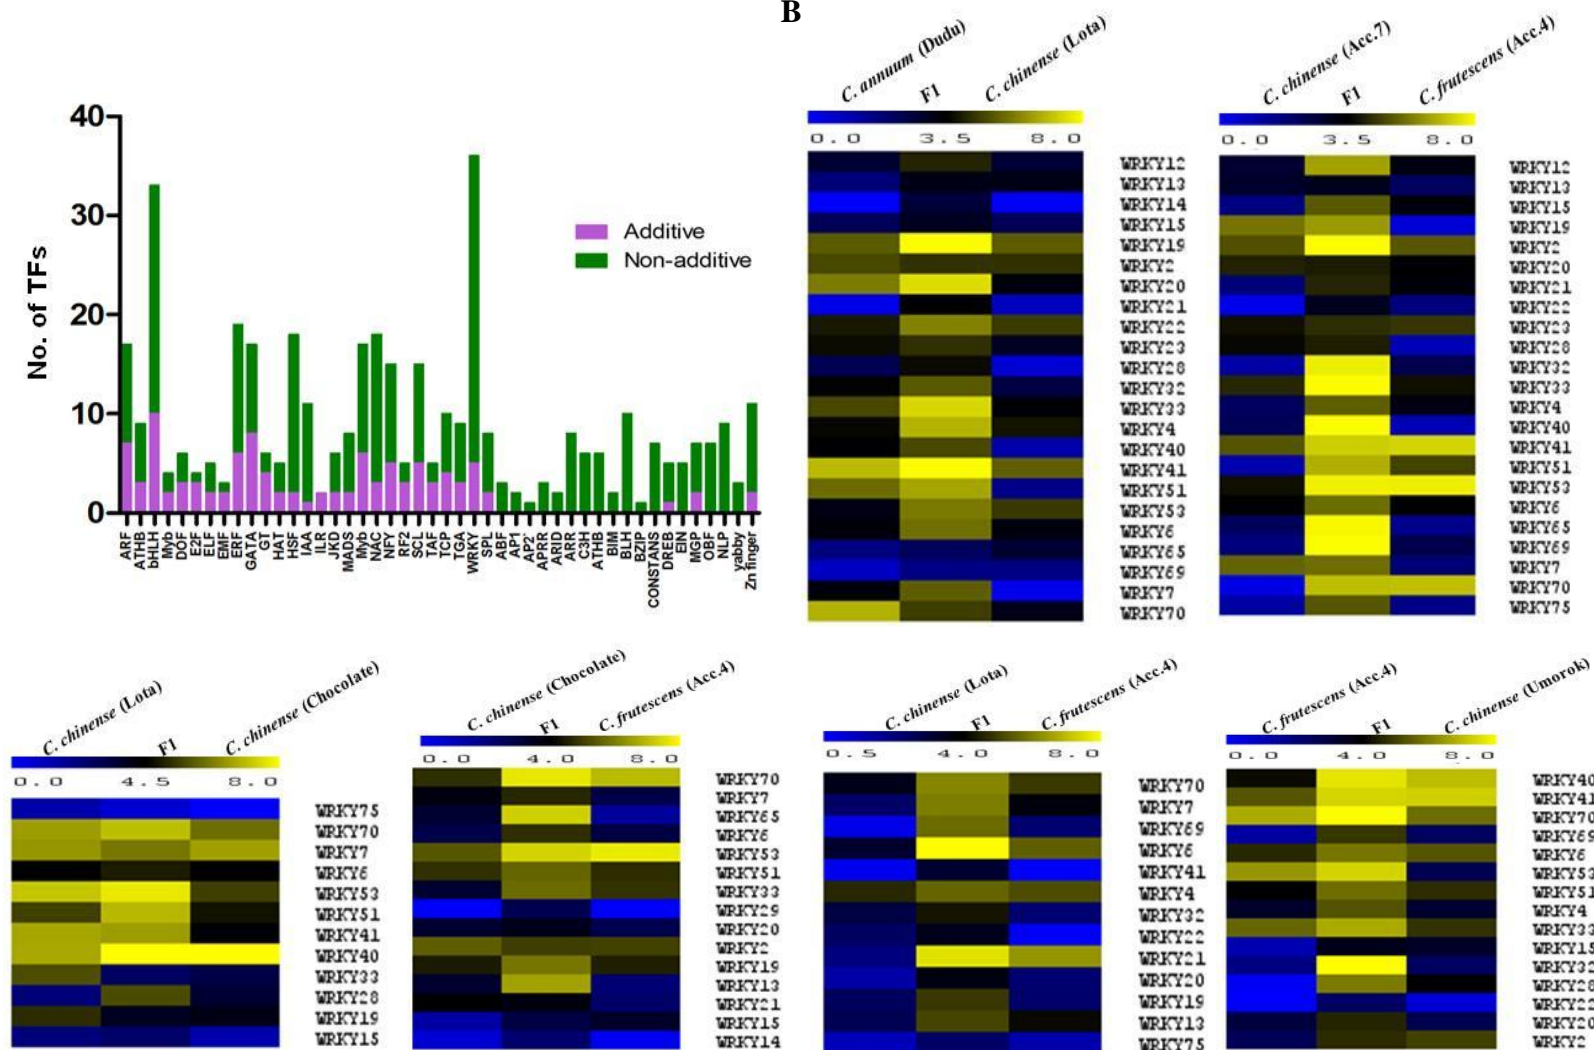 B
40
30
20
10
0
No. of TFs
Additive
Non-additive
ARF
ATHB
bHLH
Myb
DOF
E2F
ELF
EMF
ERF
GATA
GT
HAT
HSF
IAA
ILR
JKD
MADS
Myb
NAC
NFY
RF2
SCL
TAF
TCP
TGA
WRKY
SPL
ABF
AP1
AP2'
APRR
ARID
ARR
C3H
ATHB
BIM
BLH
BZIP
CONSTANS
DREB
EIN
MGP
OBF
NLP
yabby
Zn finger
C. annuum (Dudu)
F1
C. chinense (Lota)
0.0 3.5 8.0
WRKY12
WRKY13
WRKY14
WRKY15
WRKY19
WRKY2
WRKY20
WRKY21
WRKY22
WRKY23
WRKY28
WRKY32
WRKY33
WRKY4
WRKY40
WRKY41
WRKY51
WRKY53
WRKY6
WRKY65
WRKY69
WRKY7
WRKY70
C. chinense (Acc.7)
F1
C. frutescens (Acc.4)
0.0 3.5 8.0
WRKY12
WRKY13
WRKY15
WRKY19
WRKY2
WRKY20
WRKY21
WRKY22
WRKY23
WRKY28
WRKY32
WRKY33
WRKY4
WRKY40
WRKY41
WRKY51
WRKY53
WRKY6
WRKY65
WRKY69
WRKY7
WRKY70
WRKY75
C. chinense (Lota)
F1
C. chinense (Chocolate)
0.0 4.5 8.0
WRKY75
WRKY70
WRKY7
WRKY6
WRKY53
WRKY51
WRKY41
WRKY40
WRKY33
WRKY28
WRKY19
WRKY15
C. chinense (Chocolate)
F1
C. frutescens (Acc.4)
0.0 4.0 8.0
WRKY70
WRKY7
WRKY65
WRKY6
WRKY53
WRKY51
WRKY33
WRKY29
WRKY20
WRKY2
WRKY19
WRKY13
WRKY21
WRKY15
WRKY14
C. chinense (Lota)
F1
C. frutescens (Acc.4)
0.5 4.0 8.0
WRKY70
WRKY7
WRKY69
WRKY6
WRKY41
WRKY4
WRKY32
WRKY22
WRKY21
WRKY20
WRKY19
WRKY13
WRKY75
C. frutescens (Acc.4)
F1
C. chinense (Umorok)
0.0 4.0 8.0
WRKY40
WRKY41
WRKY70
WRKY69
WRKY6
WRKY53
WRKY51
WRKY4
WRKY33
WRKY15
WRKY32
WRKY28
WRKY22
WRKY20
WRKY2